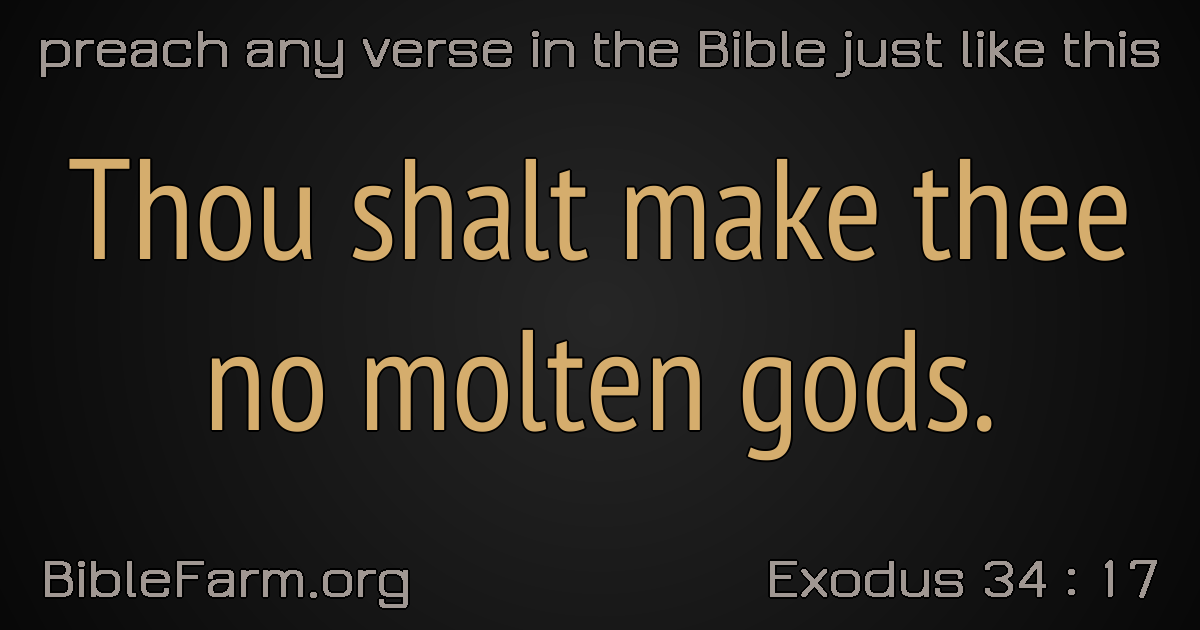 preach any verse in the Bible just like this
Thou shalt make thee
no molten gods.
BibleFarm.org
Exodus 34 : 17